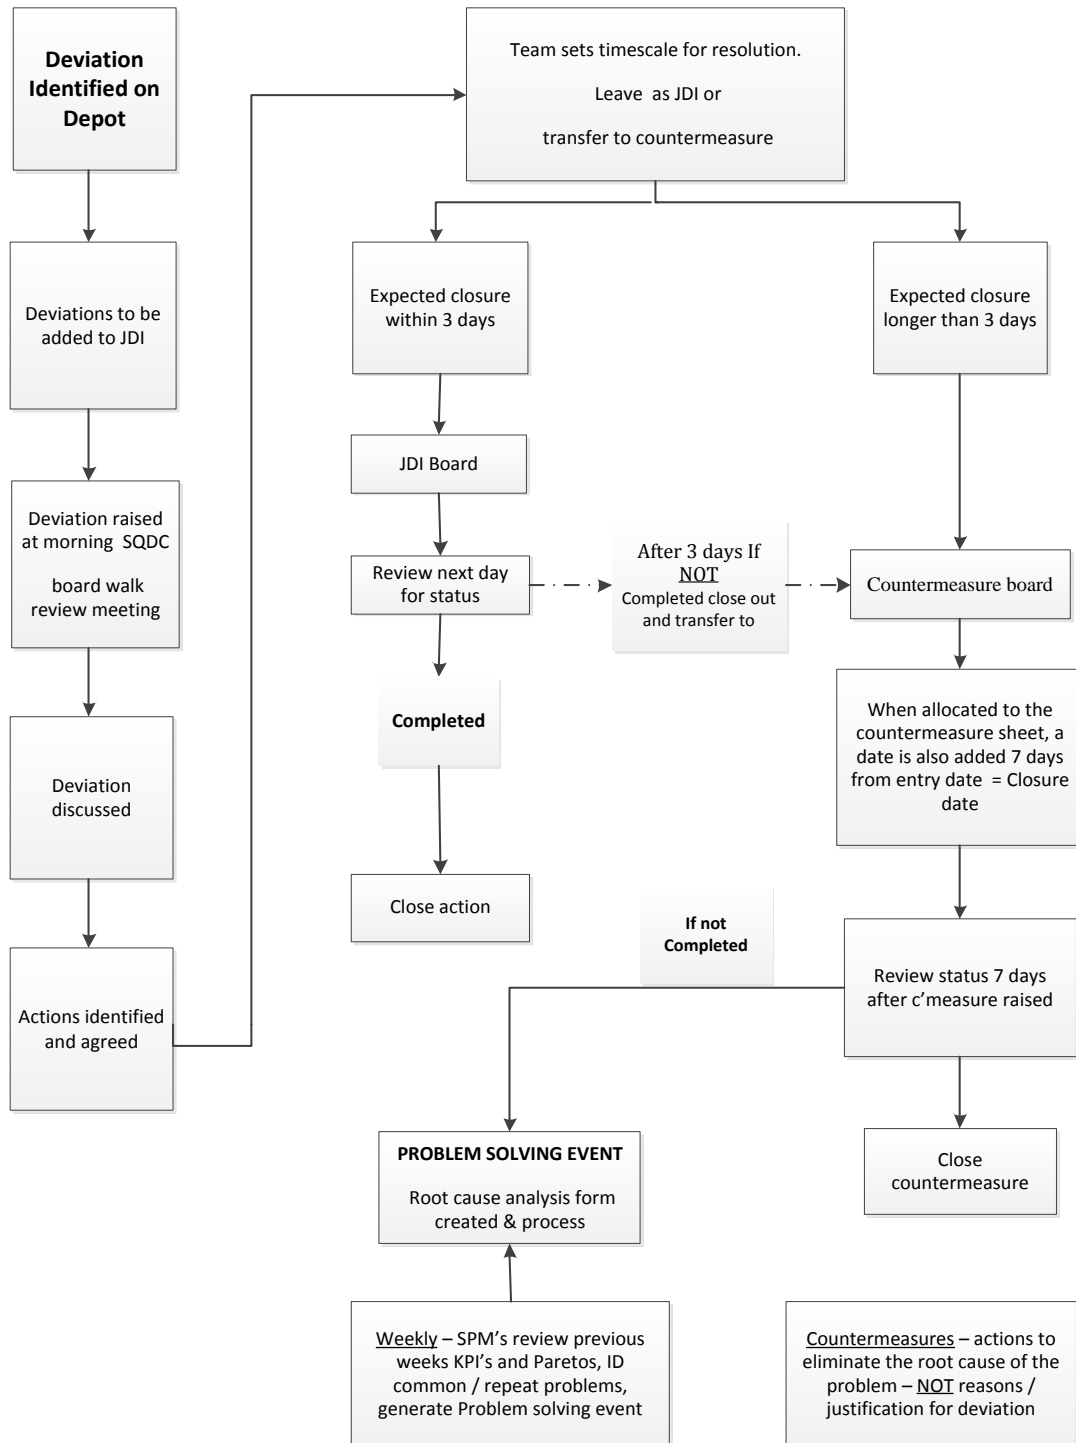 Deviation
Identified on
Depot
Deviations to be
added to JDI
Deviation raised
at morning  SQDC
board walk
review meeting
Deviation
discussed
Actions identified
and agreed
Team sets timescale for resolution.
Leave  as JDI or
transfer to countermeasure
Expected closure
within 3 days
JDI Board
Review next day
for status
Completed
Close action
After 3 days If
NOT
Completed close out
and transfer to
Expected closure
longer than 3 days
Countermeasure board
When allocated to the
countermeasure sheet, a
date is also added 7 days
from entry date  = Closure
date
Review status 7 days
after c’measure raised
If not
Completed
Close
countermeasure
PROBLEM SOLVING EVENT
Root cause analysis form
created & process
Weekly – SPM’s review previous
weeks KPI’s and Paretos, ID
common / repeat problems,
generate Problem solving event
Countermeasures – actions to
eliminate the root cause of the
problem – NOT reasons /
justification for deviation